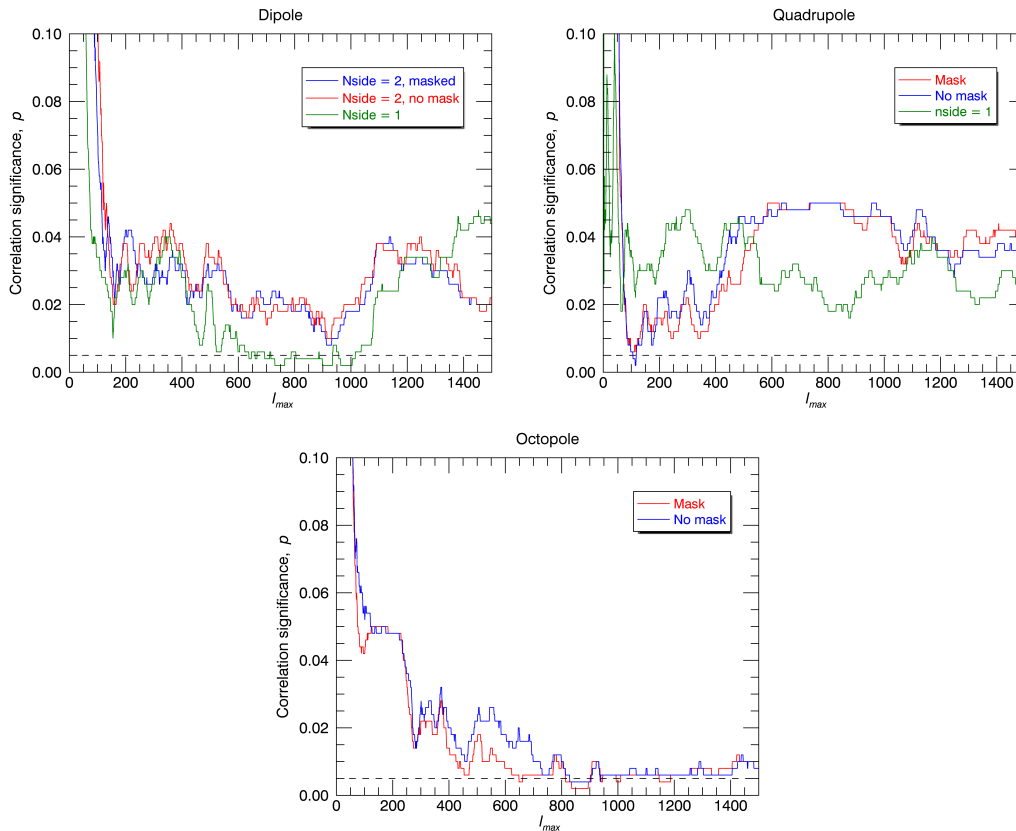 Dipole
0.10
0.08
0.06
0.04
0.02
0.00
Correlation significance, p
Nside = 2, masked
Nside = 2, no mask
Nside = 1
0 200 400 600 800 1000 1200 1400
l_max
Quadrupole
0.10
0.08
0.06
0.04
0.02
0.00
Correlation significance, p
Mask
No mask
nside = 1
0 200 400 600 800 1000 1200 1400
l_max
Octopole
0.10
0.08
0.06
0.04
0.02
0.00
Correlation significance, p
Mask
No mask
0 200 400 600 800 1000 1200 1400
l_max